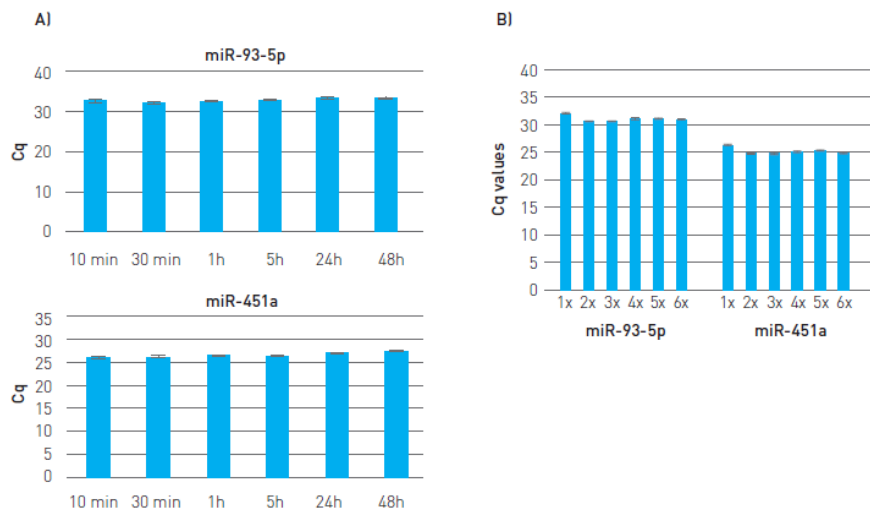 A)
miR-93-5p
40
30
20
10
0
Cq
10 min 30 min 1h 5h 24h 48h
miR-451a
35
30
25
20
15
10
5
0
Cq
10 min 30 min 1h 5h 24h 48h
B)
40
35
30
25
20
15
10
5
0
Cq values
1x 2x 3x 4x 5x 6x 1x 2x 3x 4x 5x 6x
miR-93-5p miR-451a